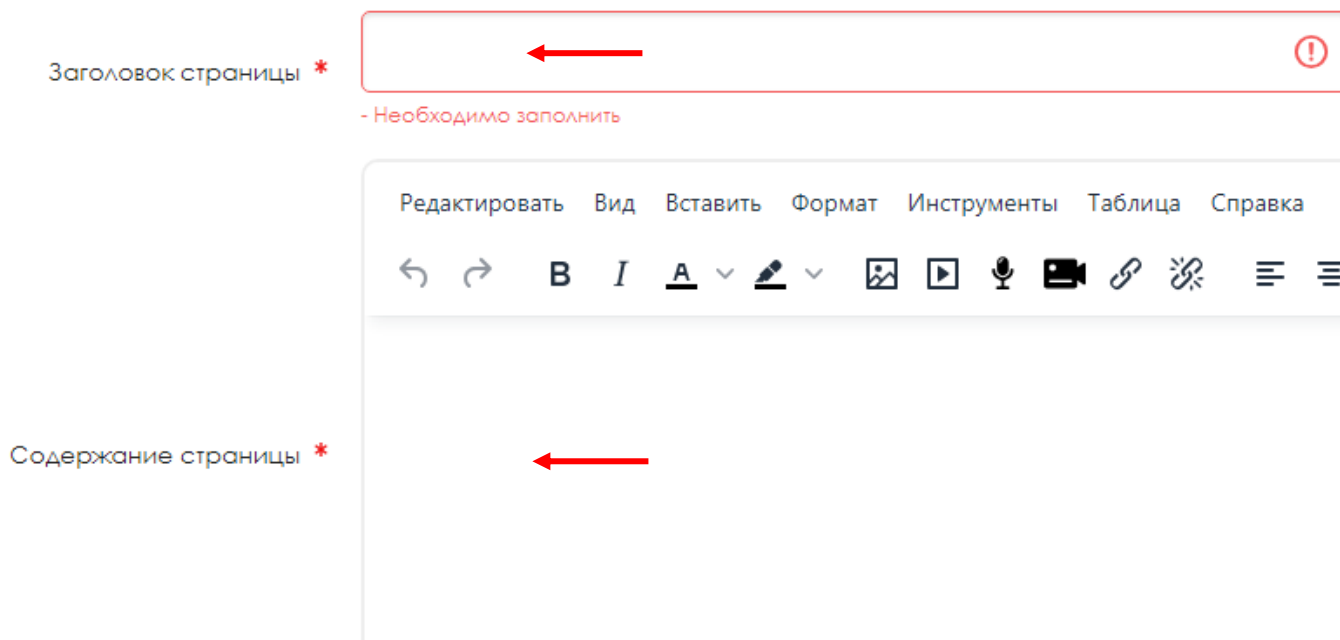 Заголовок страницы *
- Необходимо заполнить
Редактировать Вид Вставить Формат Инструменты Таблица Справка
B I A
Содержание страницы *